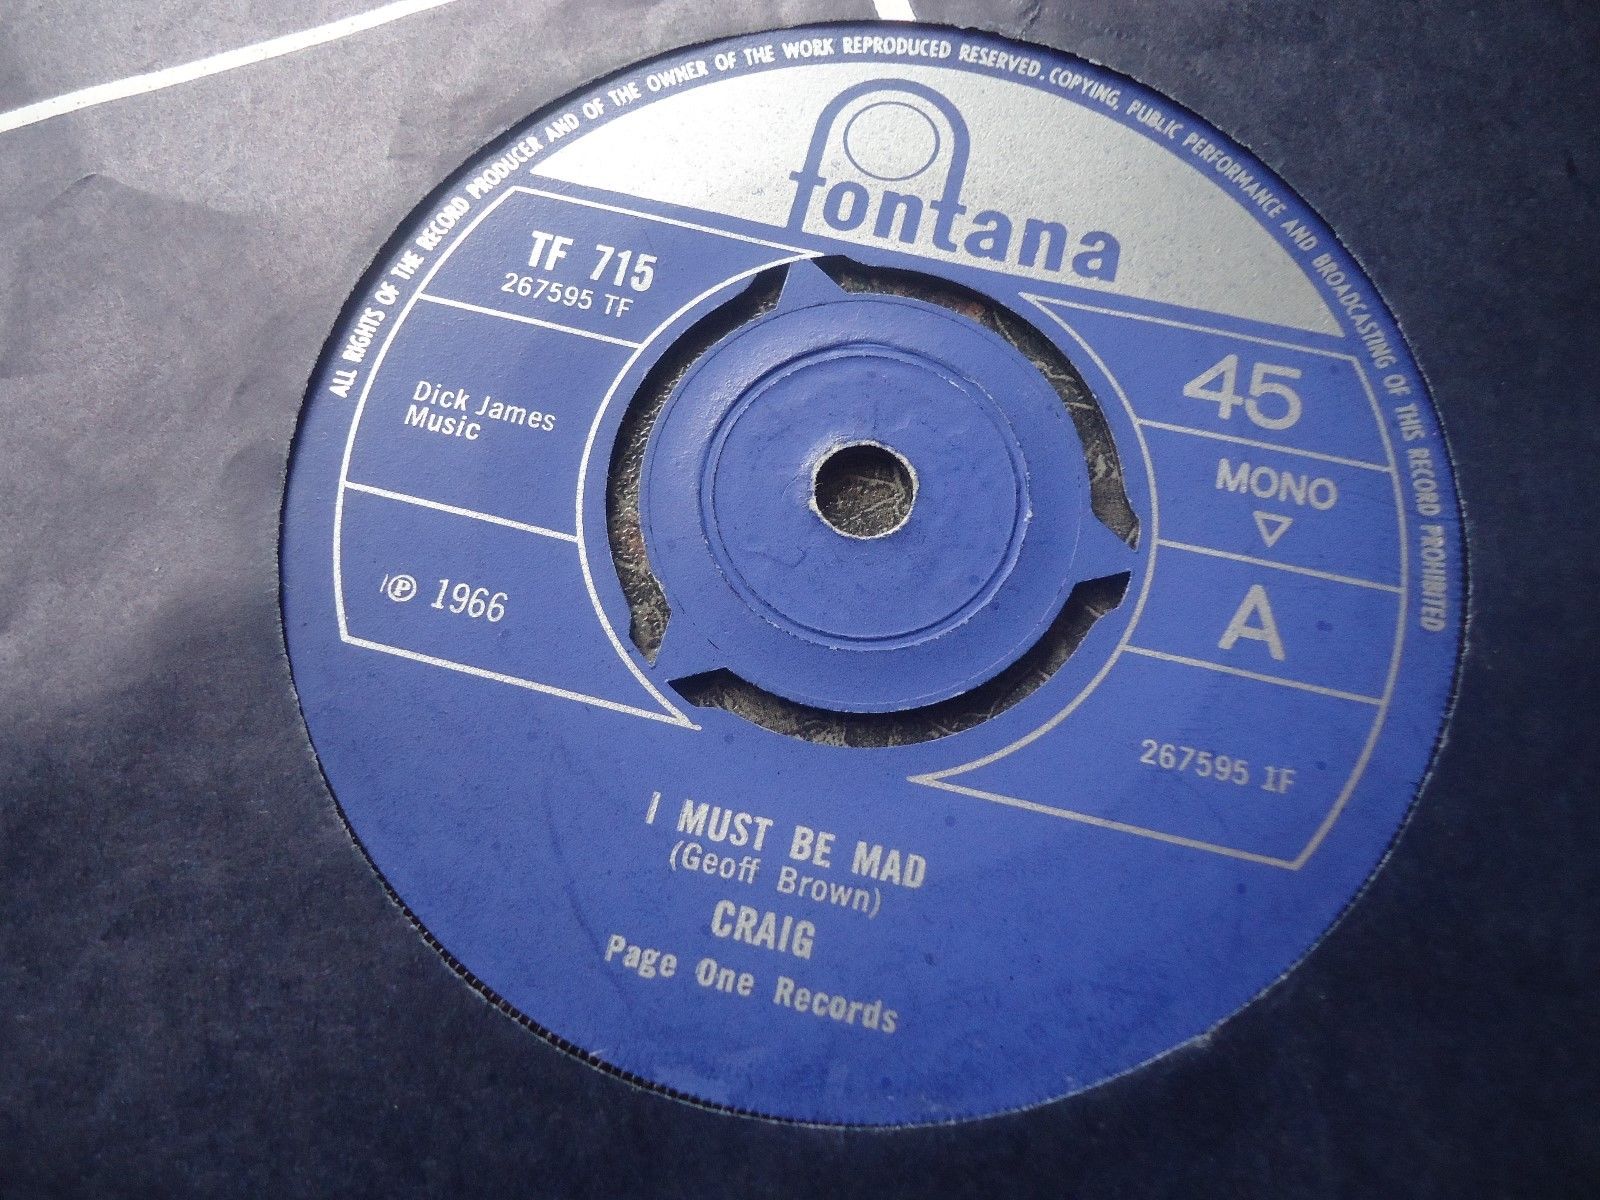 ALL RIGHTS OF THE RECORD PRODUCER AND OF THE OWNER OF THE WORK REPRODUCED RESERVED. COPYING, PUBLIC PERFORMANCE AND BROADCASTING OF THIS RECORD PROHIBITED
fontana
TF 715
267595 TF
Dick James
Music
℗ 1966
45
MONO
▽
A
267595 1F
I MUST BE MAD
(Geoff Brown)
CRAIG
Page One Records